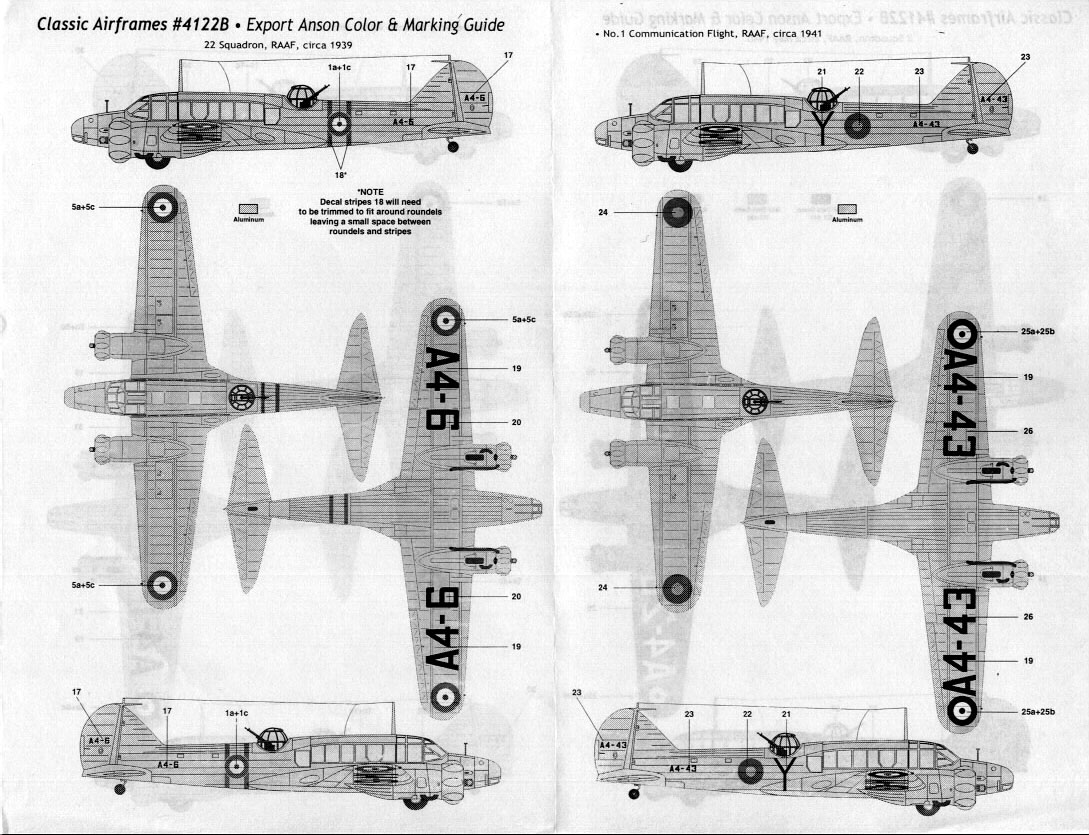 Classic Airframes #4122B • Export Anson Color & Marking Guide
22 Squadron, RAAF, circa 1939
17
1a+1c
17
A4-6
A4-6
18*
5a+5c
Aluminum
*NOTE
Decal stripes 18 will need
to be trimmed to fit around roundels
leaving a small space between
roundels and stripes
5a+5c
A4-6
19
20
5a+5c
20
A4-6
19
17
17
1a+1c
A4-6
A4-6
• No.1 Communication Flight, RAAF, circa 1941
23
21
22
23
A4-43
A4-43
24
Aluminum
25a+25b
A4-43
19
26
24
26
A4-43
19
25a+25b
23
23
22
21
A4-43
A4-43